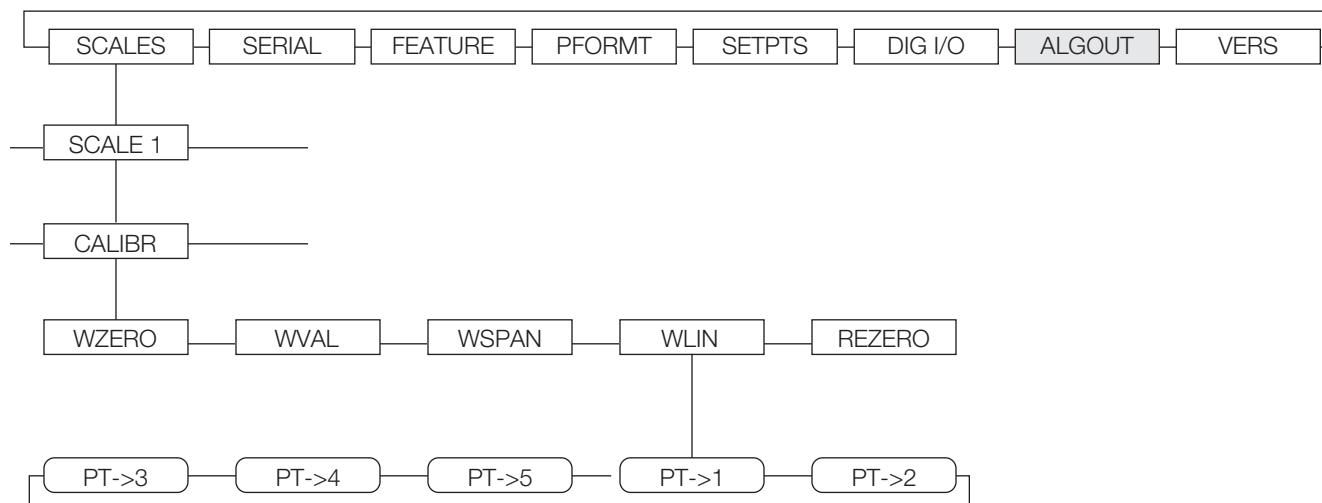 SCALES SERIAL FEATURE PFORMT SETPTS DIG I/O ALGOUT VERS
SCALE 1
CALIBR
WZERO WVAL WSPAN WLIN REZERO
PT->3 PT->4 PT->5 PT->1 PT->2